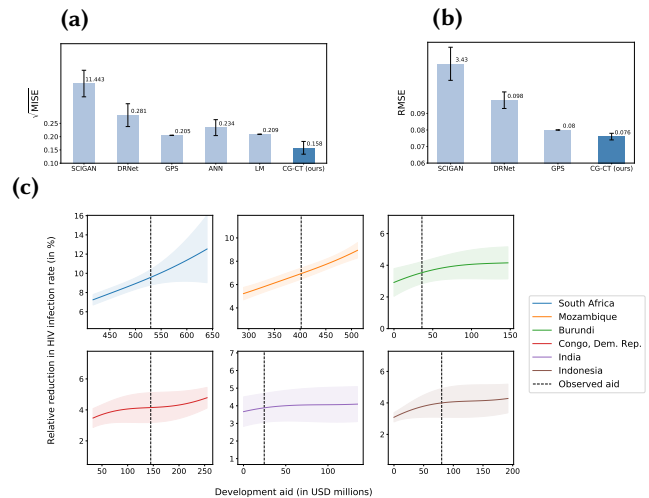 (a)
√MISE
0.25
0.20
0.15
0.10
11.443
0.281
0.205
0.234
0.209
0.158
SCIGAN DRNet GPS ANN LM CG-CT (ours)
(b)
RMSE
0.09
0.08
0.07
0.06
3.43
0.098
0.08
0.076
SCIGAN DRNet GPS CG-CT (ours)
(c)
Relative reduction in HIV infection rate (in %)
16
14
12
10
8
6
450 500 550 600 650
10
8
6
4
300 350 400 450 500
6
4
2
0
0 50 100 150
6
4
2
50 100 150 200 250
7
6
5
4
3
2
1
0 50 100
6
4
2
0 50 100 150 200
Development aid (in USD millions)
South Africa
Mozambique
Burundi
Congo, Dem. Rep.
India
Indonesia
Observed aid